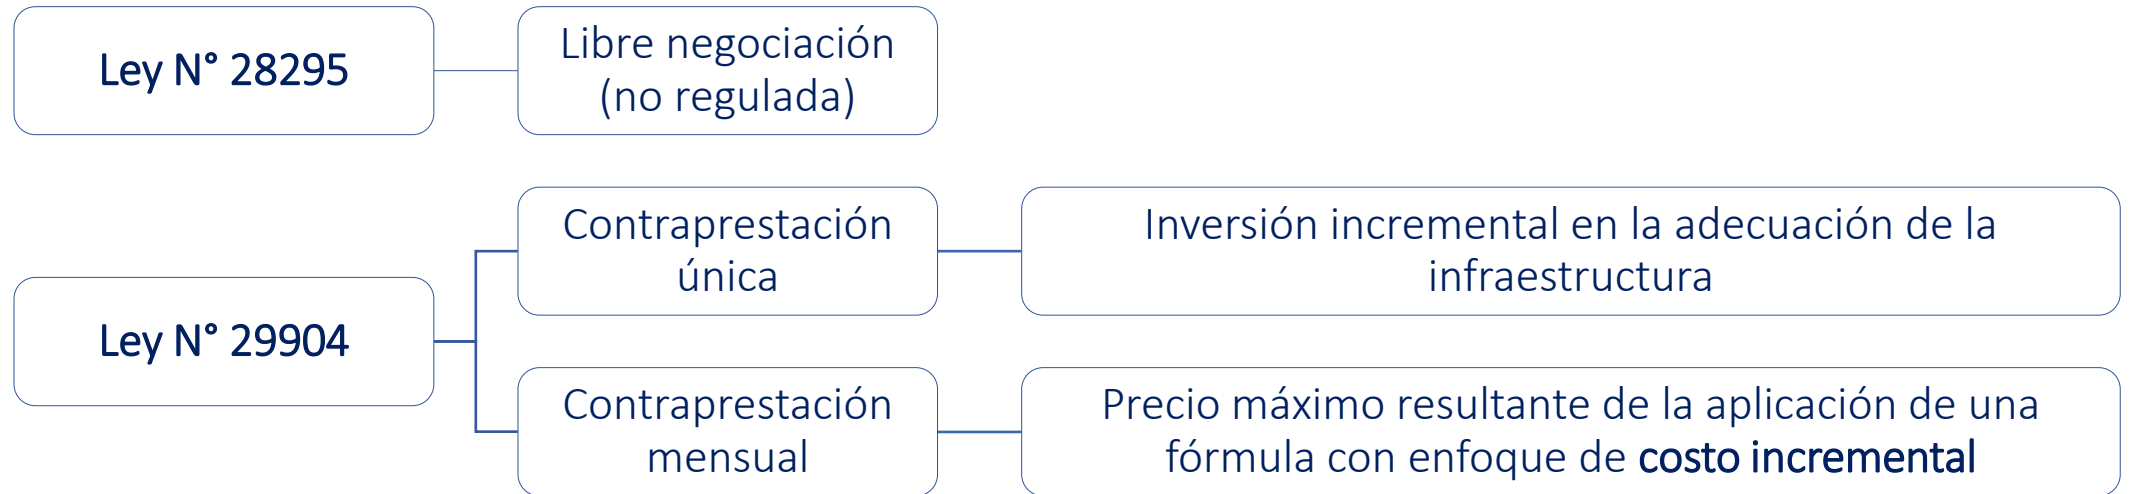 Ley N° 28295
Libre negociación
(no regulada)
Ley N° 29904
Contraprestación
única
Inversión incremental en la adecuación de la
infraestructura
Contraprestación
mensual
Precio máximo resultante de la aplicación de una
fórmula con enfoque de costo incremental